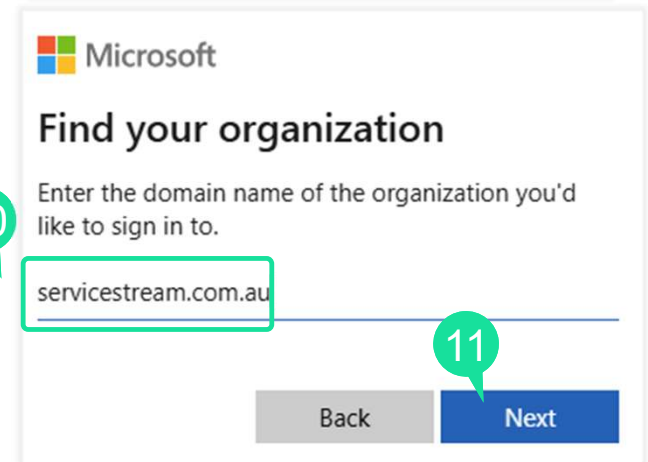 Microsoft
Find your organization
Enter the domain name of the organization you'd
like to sign in to.
servicestream.com.au
11
Back
Next